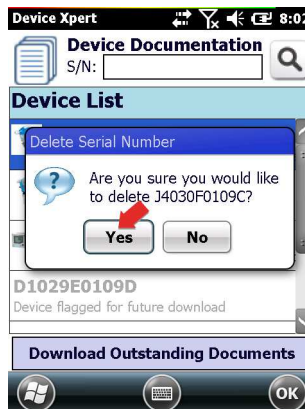 Device Xpert 8:02
Device Documentation
S/N:
Device List
Delete Serial Number
Are you sure you would like
to delete J4030F0109C?
Yes No
D1029E0109D
Device flagged for future download
Download Outstanding Documents
OK